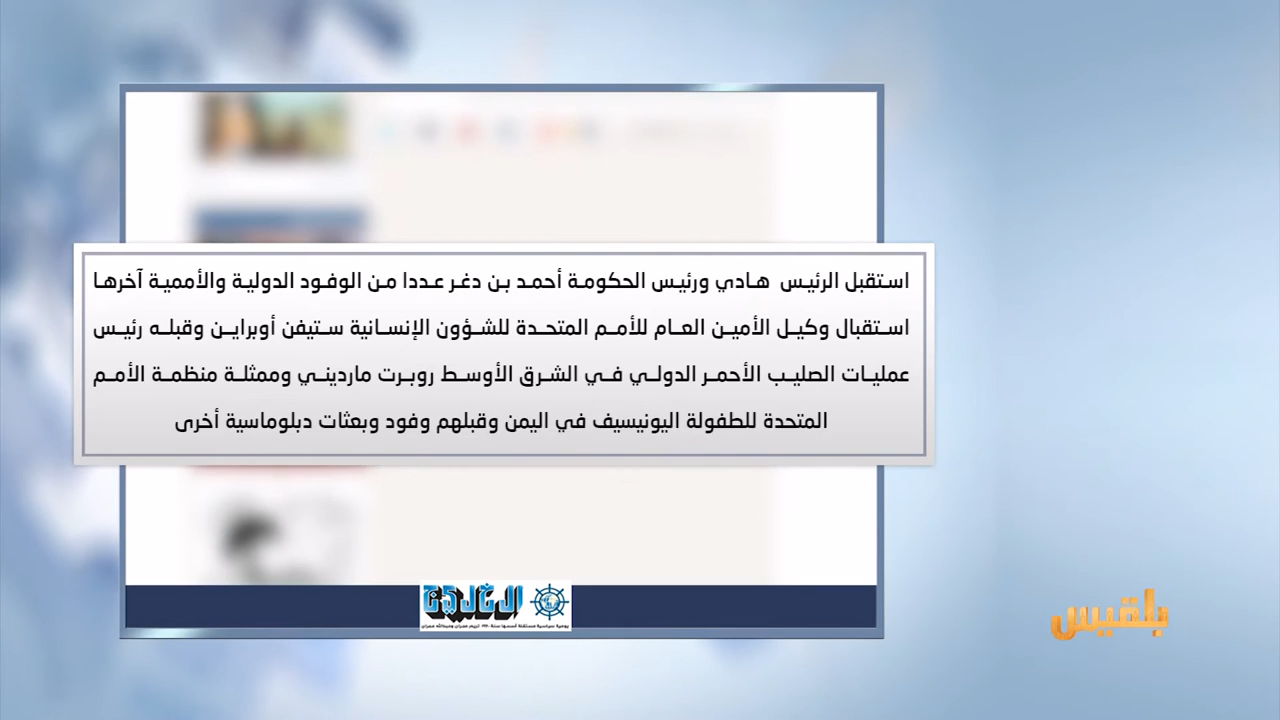 استقبل الرئيس هادي ورئيس الحكومة أحمد بن دغر عددا من الوفود الدولية والأممية آخرها
استقبال وكيل الأمين العام للأمم المتحدة للشؤون الإنسانية ستيفن أوبراين وقبله رئيس
عمليات الصليب الأحمر الدولي في الشرق الأوسط روبرت مارديني وممثلة منظمة الأمم
المتحدة للطفولة اليونيسيف في اليمن وقبلهم وفود وبعثات دبلوماسية أخرى
الخليج
بلقيس